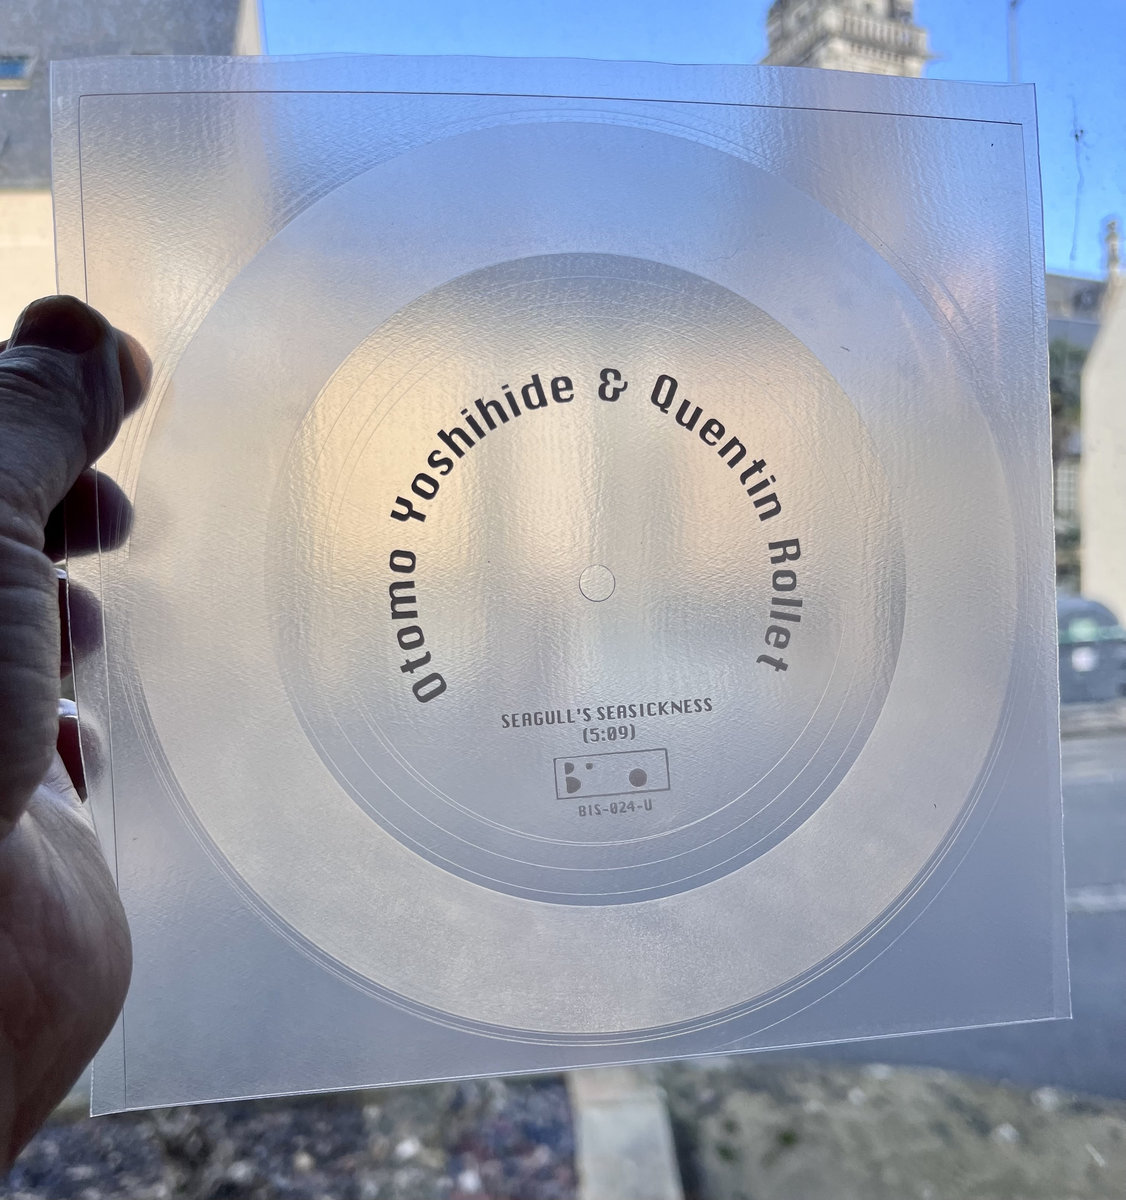 Otomo Yoshihide & Quentin Rollet
SEAGULL'S SEASICKNESS
(5:09)
BIS-024-U